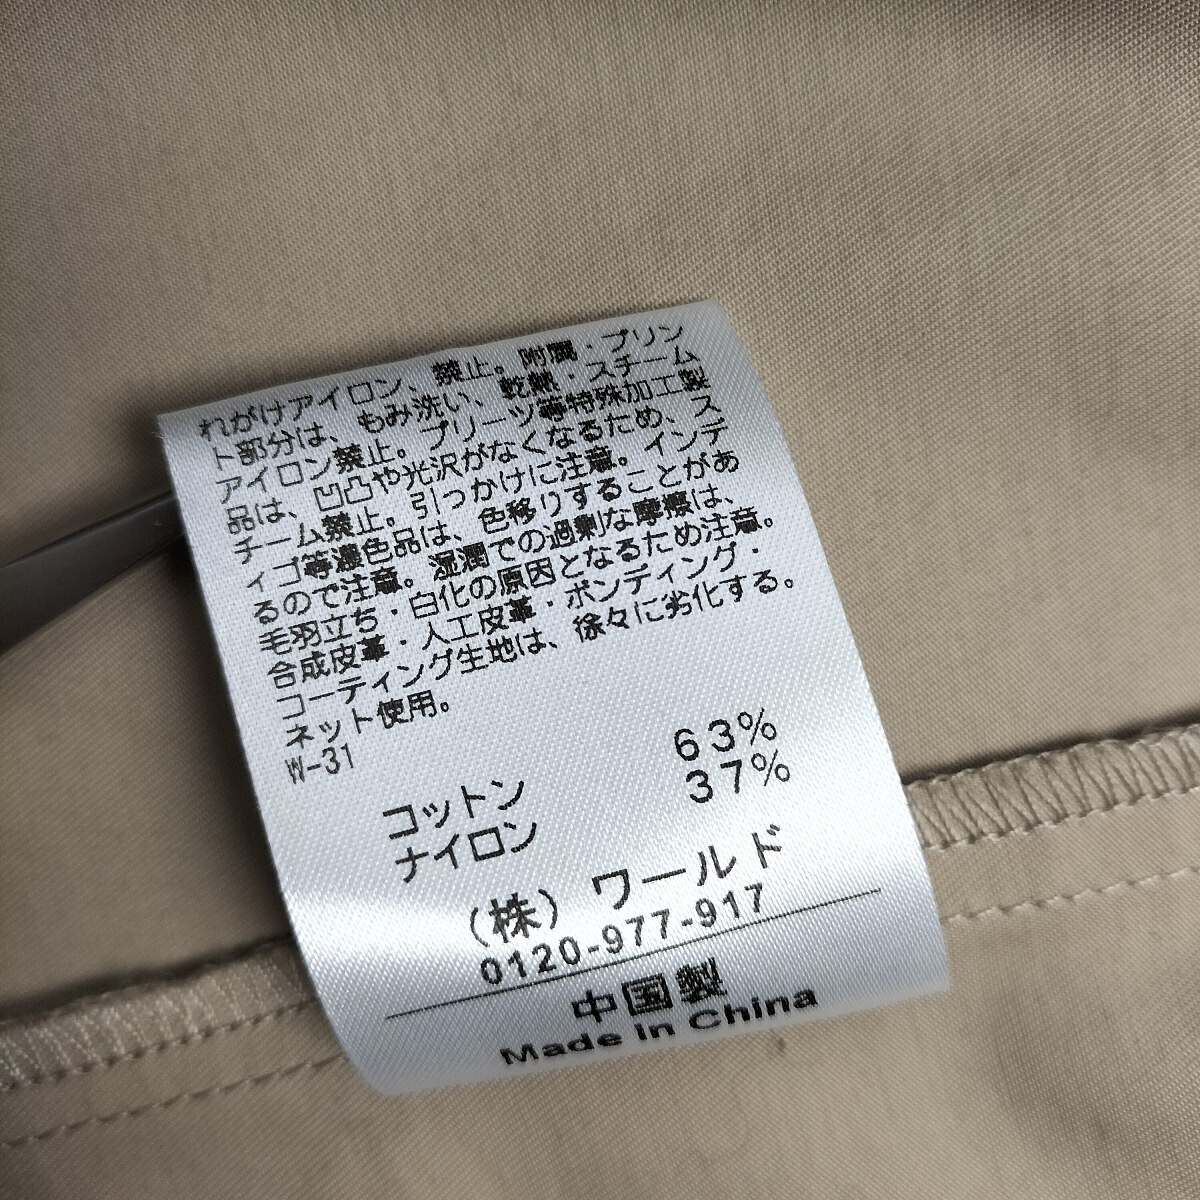 れがけアイロン、禁止。附属・プリン
ト部分は、もみ洗い、乾熱・スチーム
アイロン禁止。プリーツ等特殊加工製
品は、凹凸や光沢がなくなるため、ス
チーム禁止。引っかけに注意。インデ
ィゴ等濃色品は、色移りすることがあ
るので注意。湿潤での過剰な摩擦は、
毛羽立ち・白化の原因となるため注意。
合成皮革・人工皮革・ボンディング・
コーティング生地は、徐々に劣化する。
ネット使用。
W-31
コットン 63%
ナイロン 37%
(株) ワールド
0120-977-917
中国製
Made in China